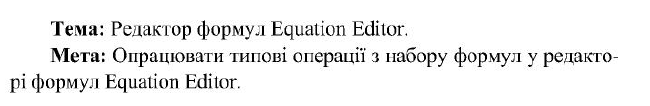 Тема: Редактор формул Equation Editor.
Мета: Опрацювати типові операції з набору формул у редакто-
рі формул Equation Editor.